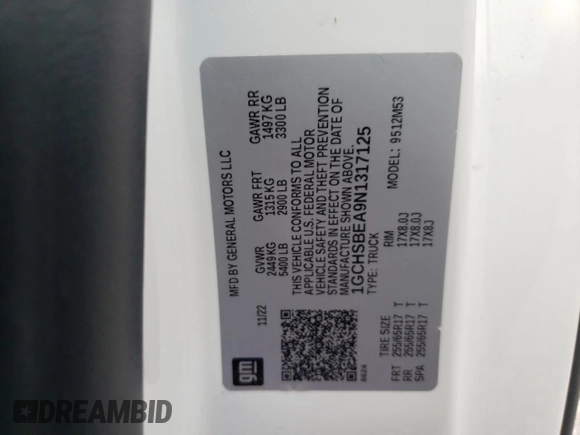 MFD BY GENERAL MOTORS LLC
11/22
GVWR GAWR FRT GAWR RR
2449 KG 1315 KG 1497 KG
5400 LB 2900 LB 3300 LB
THIS VEHICLE CONFORMS TO ALL
APPLICABLE U.S. FEDERAL MOTOR
VEHICLE SAFETY AND THEFT PREVENTION
STANDARDS IN EFFECT ON THE DATE OF
MANUFACTURE SHOWN ABOVE.
1GCHSBEA9N1317125
TYPE: TRUCK MODEL: 9512M53
TIRE SIZE RIM
FRT 255/65R17 T 17X8.0J
RR 255/65R17 T 17X8.0J
SPA 255/65R17 T 17X8J
gm
DREAMBID